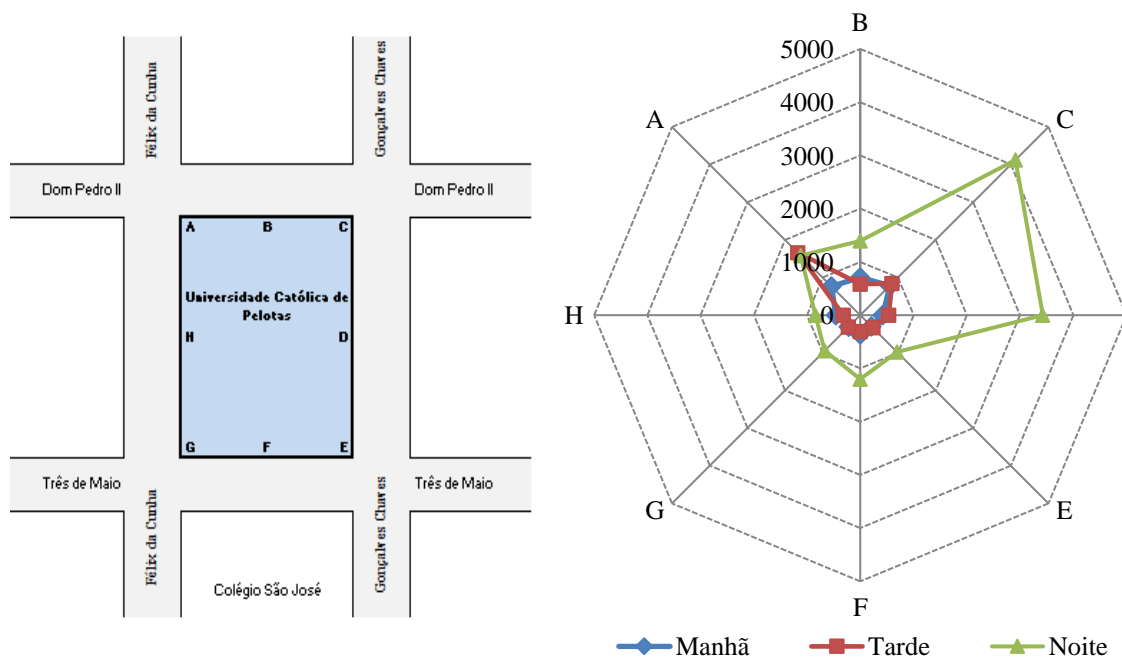 Félix da Cunha
Gonçalves Chaves
Dom Pedro II
Dom Pedro II
A
B
C
Universidade Católica de
Pelotas
H
D
G
F
E
Três de Maio
Três de Maio
Félix da Cunha
Gonçalves Chaves
Colégio São José
B
5000
4000
3000
2000
1000
0
A
C
H
G
E
F
Manhã
Tarde
Noite